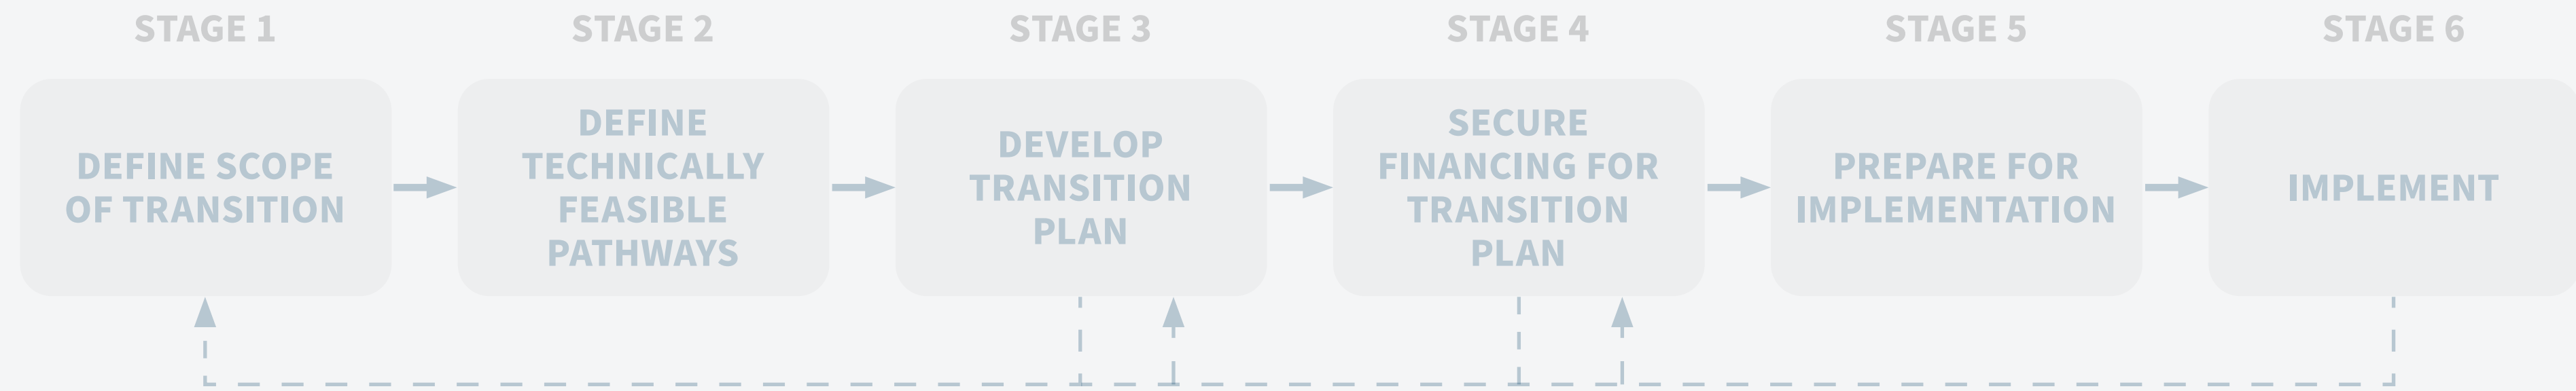 STAGE 1
STAGE 2
STAGE 3
STAGE 4
STAGE 5
STAGE 6
DEFINE SCOPE
OF TRANSITION
DEFINE
TECHNICALLY
FEASIBLE
PATHWAYS
DEVELOP
TRANSITION
PLAN
SECURE
FINANCING FOR
TRANSITION
PLAN
PREPARE FOR
IMPLEMENTATION
IMPLEMENT